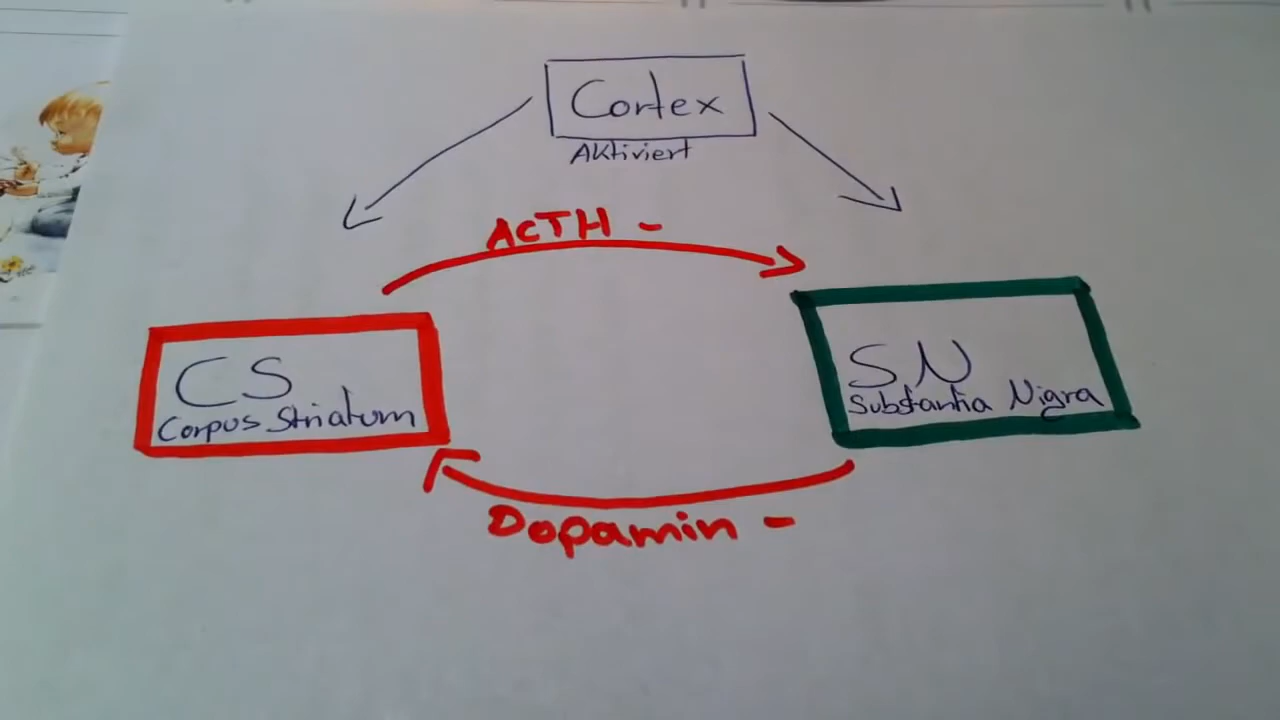 Cortex
Aktiviert
ACTH -
CS
Corpus Striatum
SN
Substantia Nigra
Dopamin -